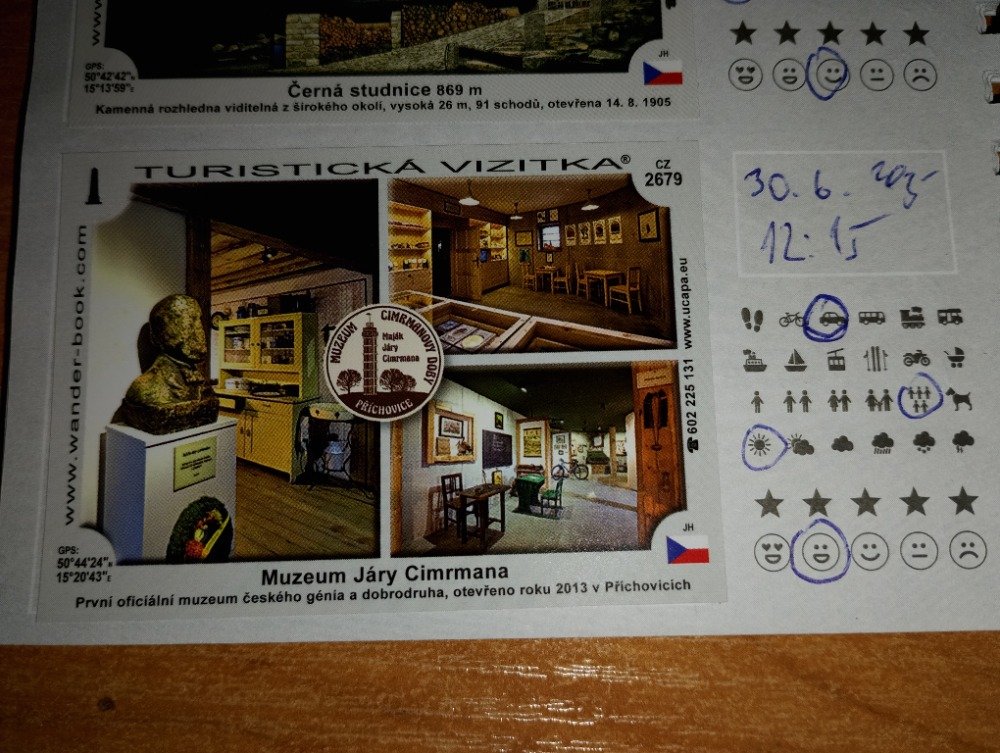 GPS:
50°42'42"N
15°13'59"E
JH
Černá studnice 869 m
Kamenná rozhledna viditelná z širokého okolí, vysoká 26 m, 91 schodů, otevřena 14. 8. 1905
TURISTICKÁ VIZITKA®
CZ
2679
www.wander-book.com
MUZEUM CIMRMANOVY DOBY
Maják
Járy
Cimrmana
PŘÍCHOVICE
www.ucapa.eu
☎ 602 225 131
GPS:
50°44'24"N
15°20'43"E
JH
Muzeum Járy Cimrmana
První oficiální muzeum českého génia a dobrodruha, otevřeno roku 2013 v Příchovicích
30. 6.
12:15